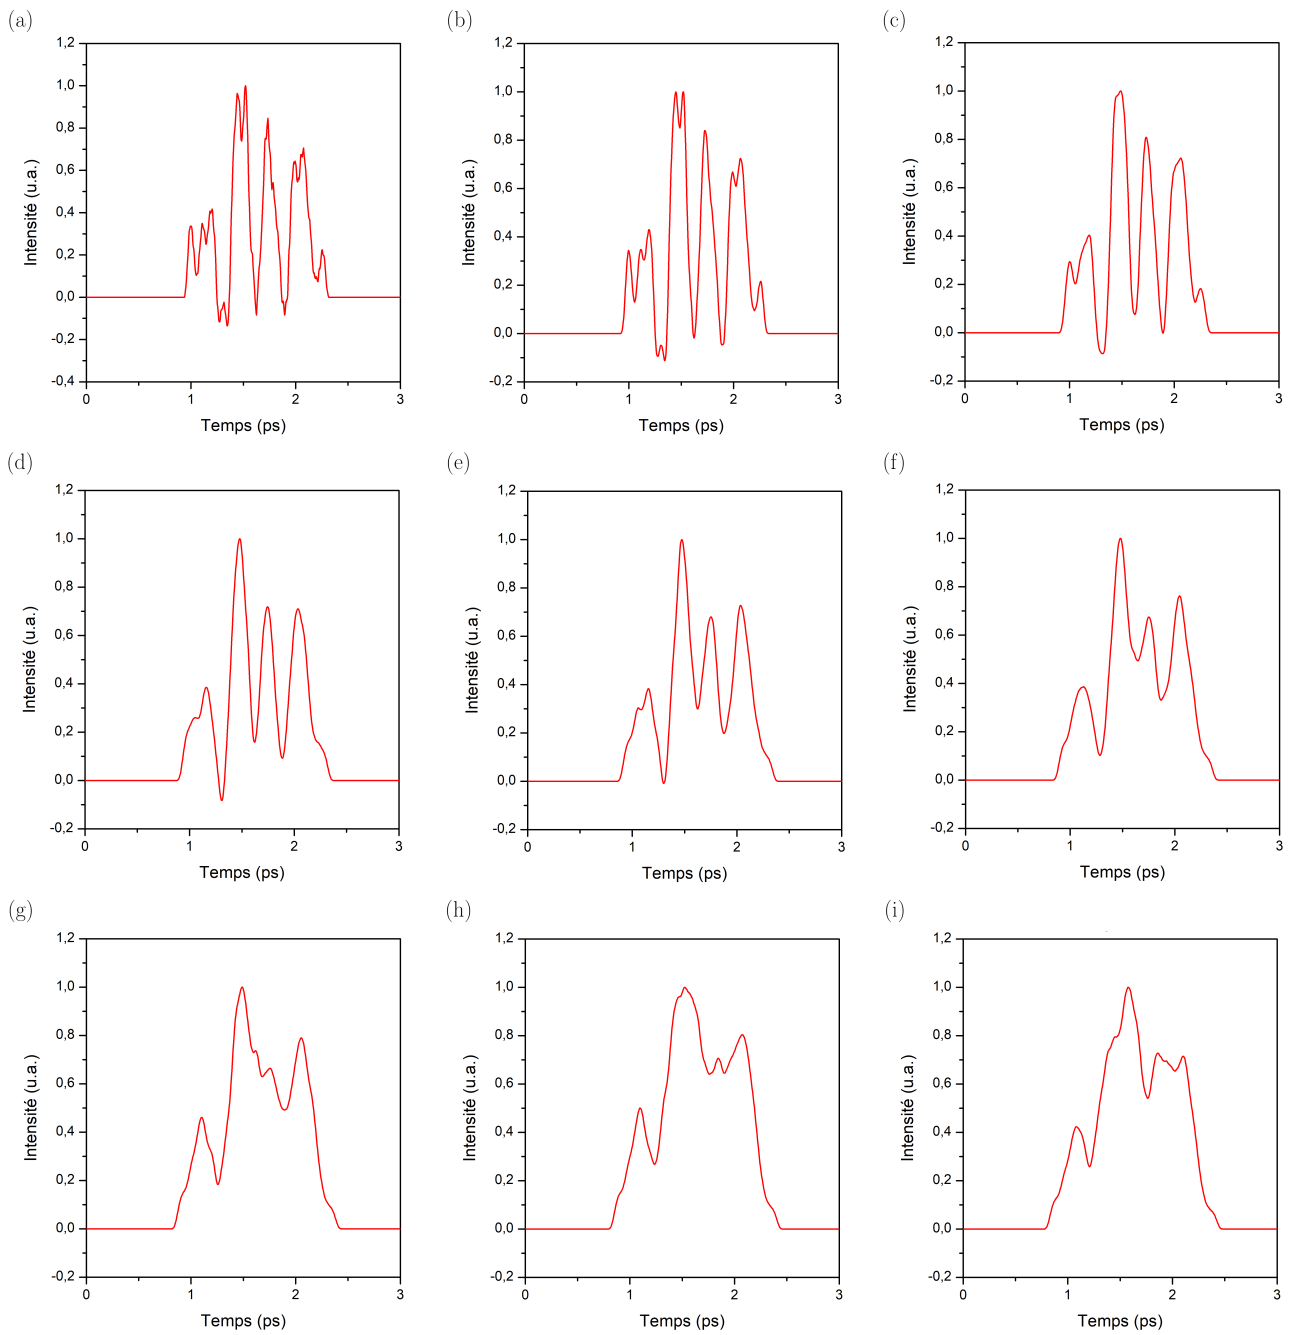 (a)
(b)
(c)
1,2
1,0
0,8
0,6
0,4
0,2
0,0
-0,2
-0,4
Intensité (u.a.)
0 1 2 3
Temps (ps)
1,2
1,0
0,8
0,6
0,4
0,2
0,0
-0,2
Intensité (u.a.)
0 1 2 3
Temps (ps)
1,2
1,0
0,8
0,6
0,4
0,2
0,0
-0,2
Intensité (u.a.)
0 1 2 3
Temps (ps)
(d)
(e)
(f)
1,2
1,0
0,8
0,6
0,4
0,2
0,0
-0,2
Intensité (u.a.)
0 1 2 3
Temps (ps)
1,2
1,0
0,8
0,6
0,4
0,2
0,0
-0,2
Intensité (u.a.)
0 1 2 3
Temps (ps)
1,2
1,0
0,8
0,6
0,4
0,2
0,0
-0,2
Intensité (u.a.)
0 1 2 3
Temps (ps)
(g)
(h)
(i)
1,2
1,0
0,8
0,6
0,4
0,2
0,0
-0,2
Intensité (u.a.)
0 1 2 3
Temps (ps)
1,2
1,0
0,8
0,6
0,4
0,2
0,0
-0,2
Intensité (u.a.)
0 1 2 3
Temps (ps)
1,2
1,0
0,8
0,6
0,4
0,2
0,0
-0,2
Intensité (u.a.)
0 1 2 3
Temps (ps)